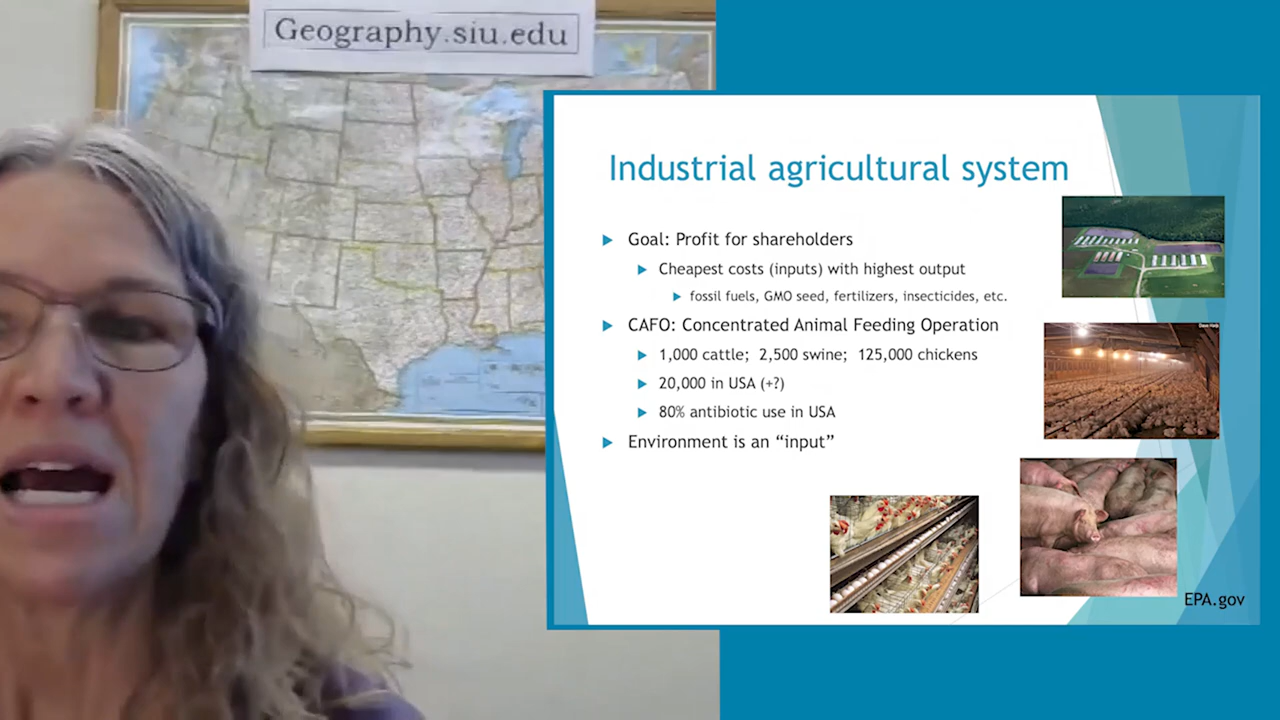 Geography.siu.edu
Industrial agricultural system
Goal: Profit for shareholders
Cheapest costs (inputs) with highest output
fossil fuels, GMO seed, fertilizers, insecticides, etc.
CAFO: Concentrated Animal Feeding Operation
1,000 cattle; 2,500 swine; 125,000 chickens
20,000 in USA (+?)
80% antibiotic use in USA
Environment is an “input”
EPA.gov